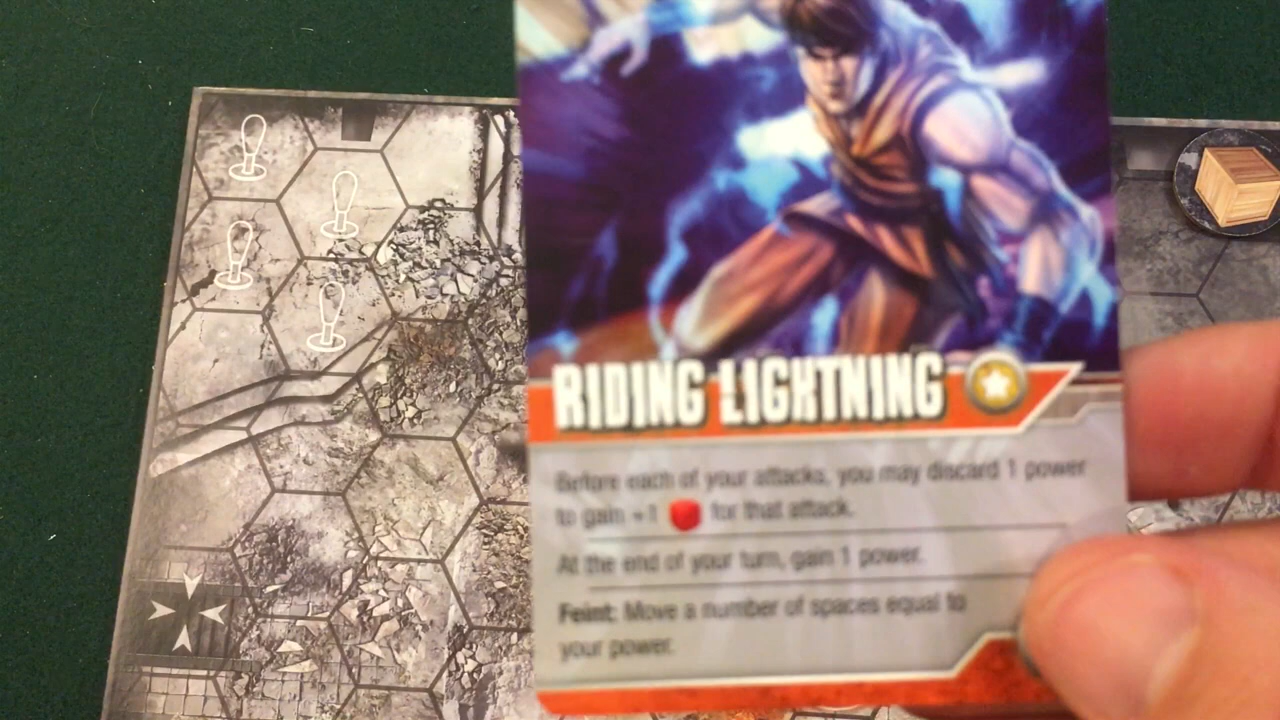 RIDING LIGHTNING
Before each of your attacks, you may discard 1 power
to gain +1 for that attack.
At the end of your turn, gain 1 power.
Feint: Move a number of spaces equal to
your power.